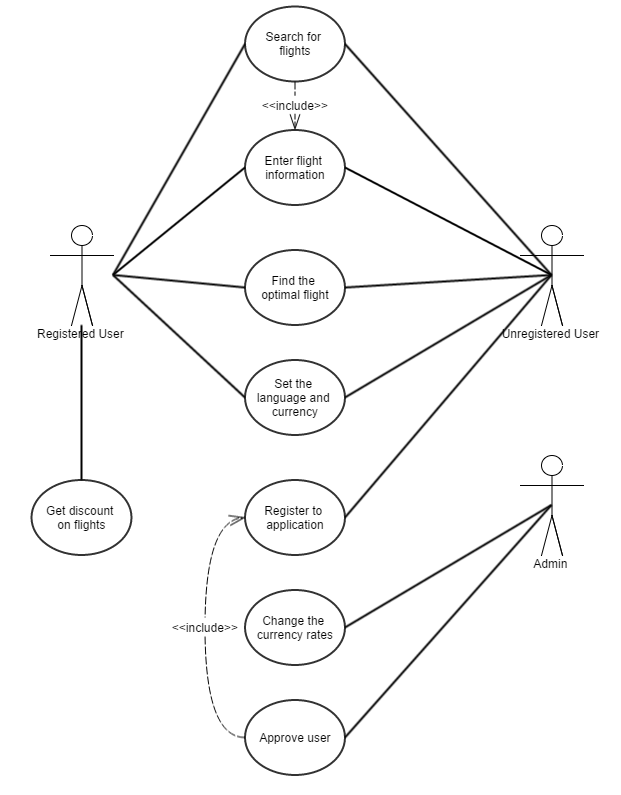 Search for
flights
<<include>>
Enter flight
information
Registered User
Unregistered User
Find the
optimal flight
Set the
language and
currency
Get discount
on flights
Register to
application
Admin
<<include>>
Change the
currency rates
Approve user